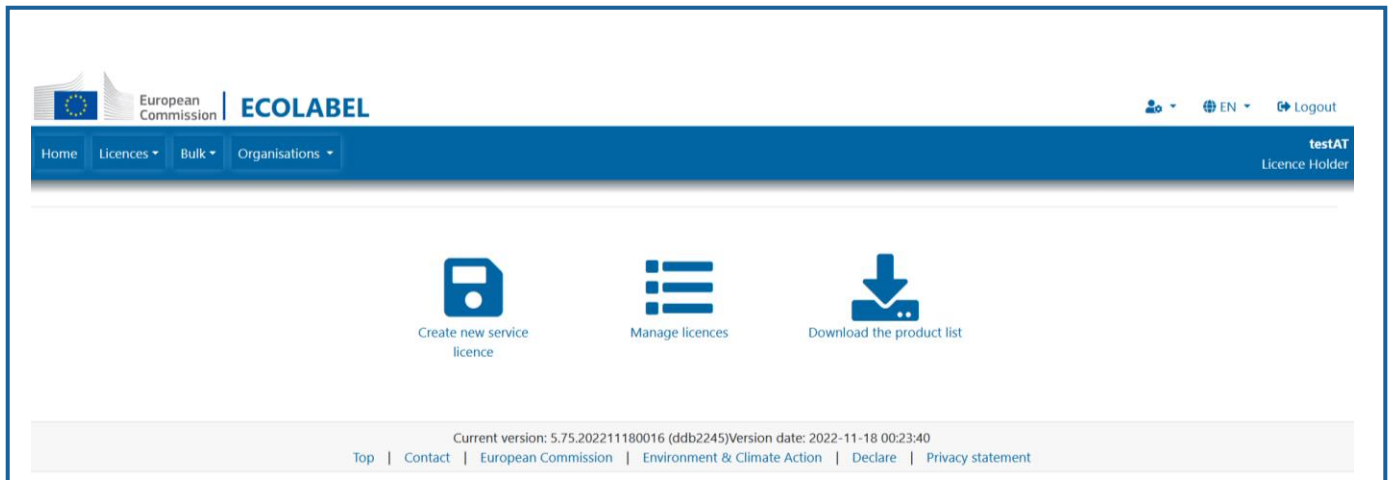 European
Commission
ECOLABEL
EN
Logout
Home Licences Bulk Organisations
testAT
Licence Holder
Create new service
licence
Manage licences
Download the product list
Current version: 5.75.202211180016 (ddb2245)Version date: 2022-11-18 00:23:40
Top | Contact | European Commission | Environment & Climate Action | Declare | Privacy statement